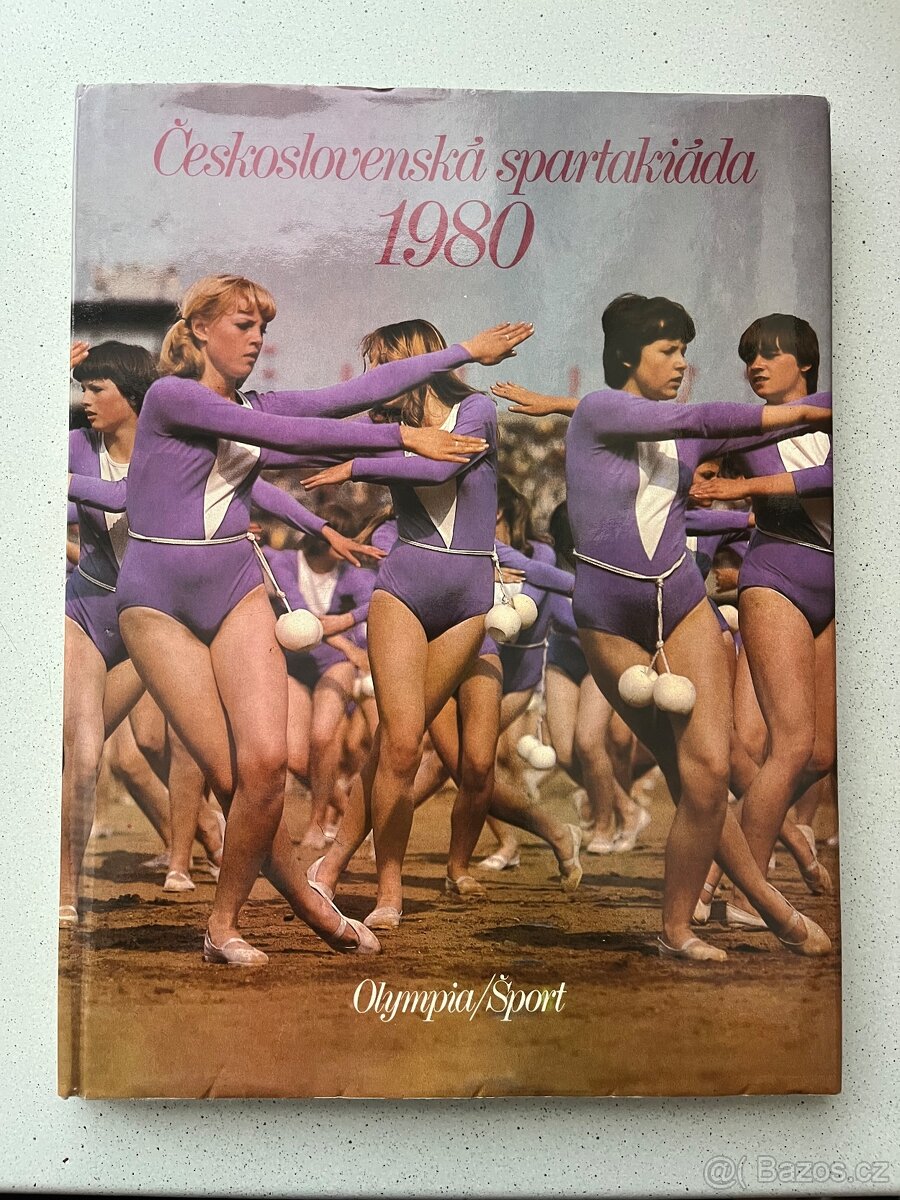 Československá spartakiáda
1980
Olympia/Šport
@( Bazos.cz